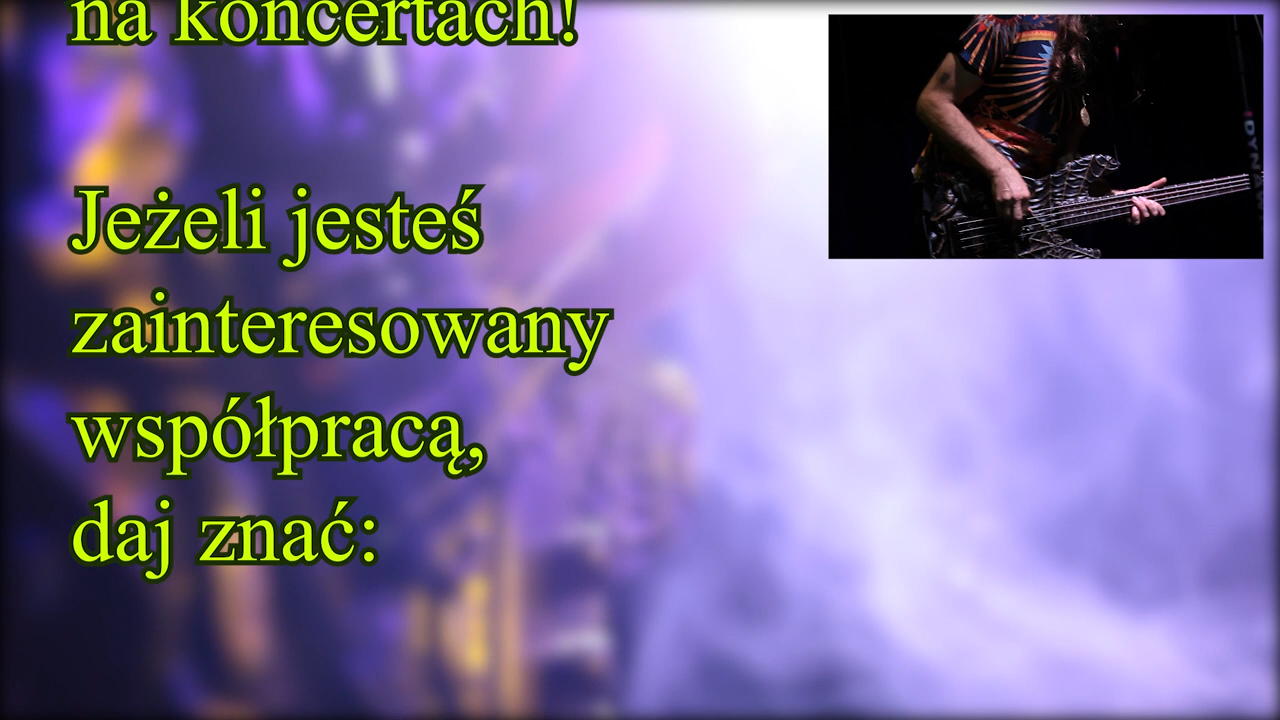 na koncertach!
Jeżeli jesteś
zainteresowany
współpracą,
daj znać: